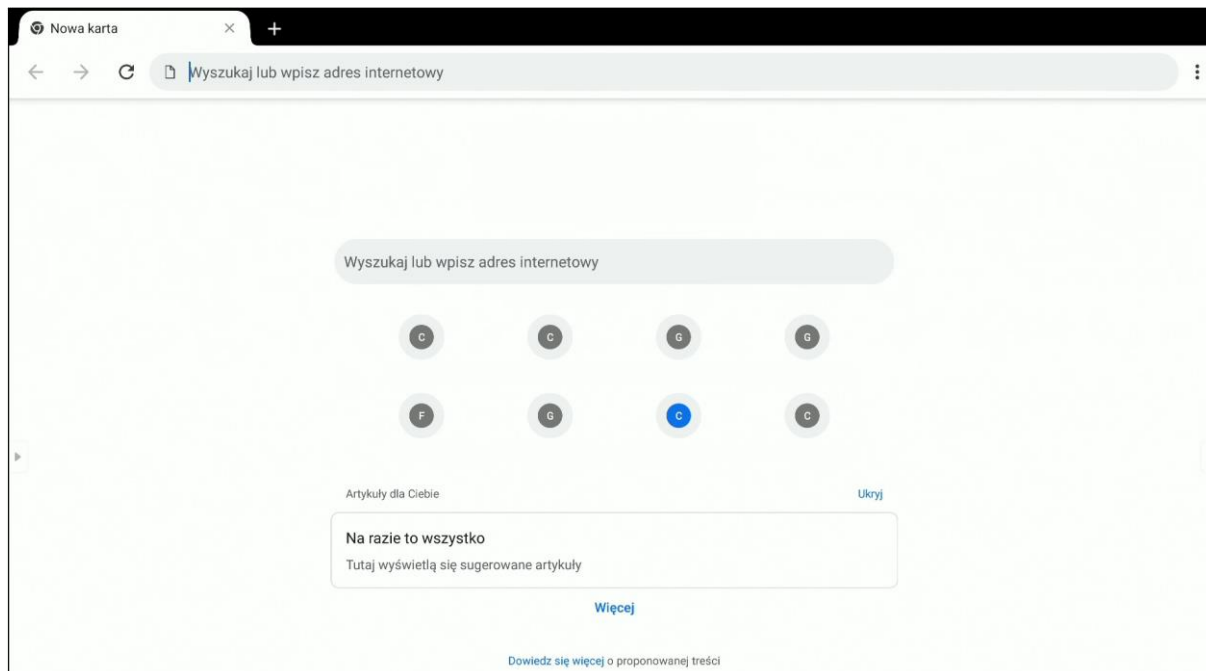 Nowa karta
Wyszukaj lub wpisz adres internetowy
Wyszukaj lub wpisz adres internetowy
C C G G
F G C C
Artykuły dla Ciebie Ukryj
Na razie to wszystko
Tutaj wyświetlą się sugerowane artykuły
Więcej
Dowiedz się więcej o proponowanej treści